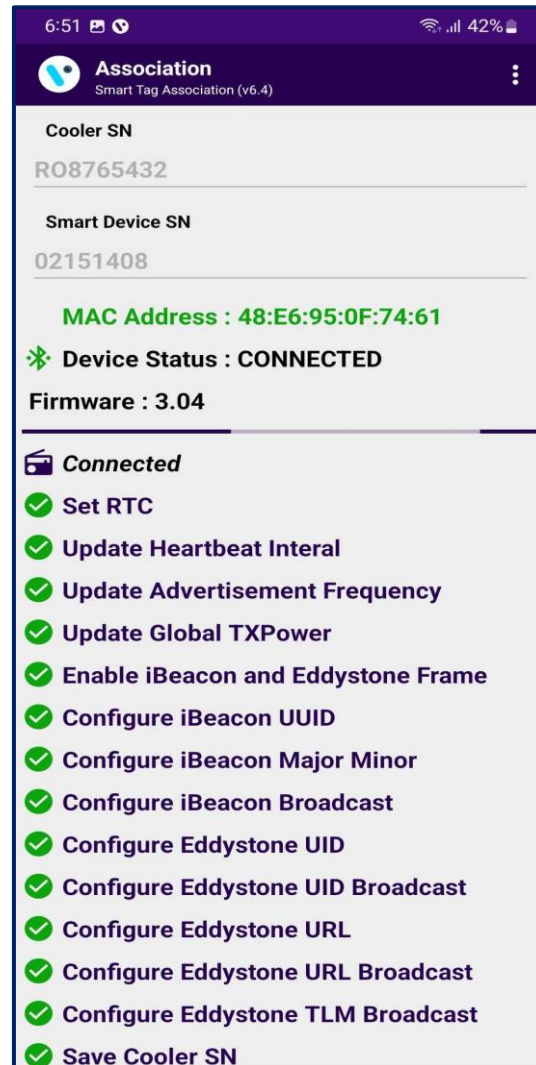 6:51 42%
Association
Smart Tag Association (v6.4)
Cooler SN
RO8765432
Smart Device SN
02151408
MAC Address : 48:E6:95:0F:74:61
Device Status : CONNECTED
Firmware : 3.04
Connected
Set RTC
Update Heartbeat Interal
Update Advertisement Frequency
Update Global TXPower
Enable iBeacon and Eddystone Frame
Configure iBeacon UUID
Configure iBeacon Major Minor
Configure iBeacon Broadcast
Configure Eddystone UID
Configure Eddystone UID Broadcast
Configure Eddystone URL
Configure Eddystone URL Broadcast
Configure Eddystone TLM Broadcast
Save Cooler SN